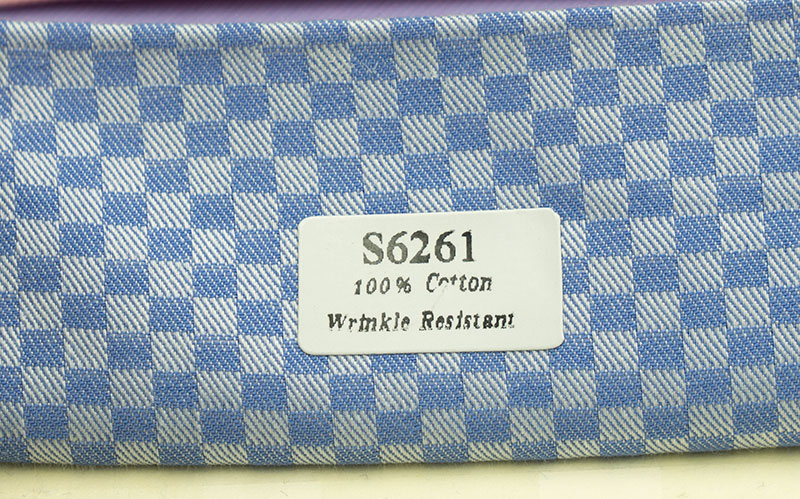 S6261
100% Cotton
Wrinkle Resistant